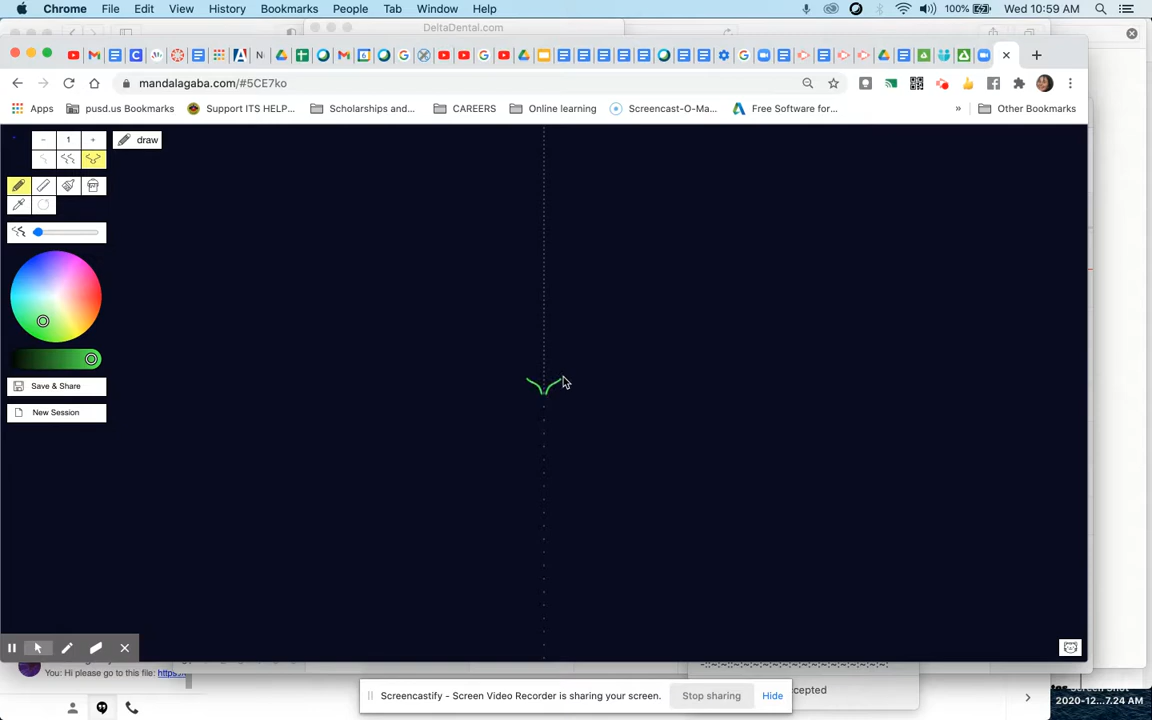 Chrome File Edit View History Bookmarks People Tab Window Help 100% Wed 10:59 AM
DeltaDental.com
mandalagaba.com/#5CE7ko
Apps pusd.us Bookmarks Support ITS HELP... Scholarships and... CAREERS Online learning Screencast-O-Ma... Free Software for... » Other Bookmarks
- 1 + draw
Save & Share
New Session
You: Hi please go to this file: https:
Screencastify - Screen Video Recorder is sharing your screen. Stop sharing Hide
ccepted
Screen Shot
2020-12...7.24 AM